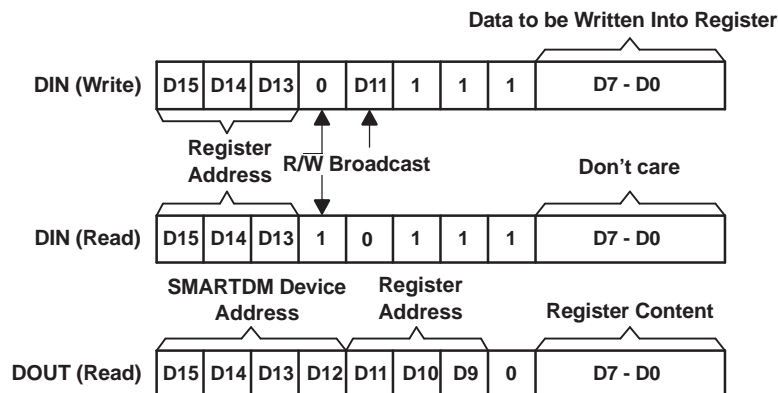 Data to be Written Into Register
DIN (Write) D15 D14 D13 0 D11 1 1 1 D7 - D0
Register
Address
R/W̅ Broadcast
Don't care
DIN (Read) D15 D14 D13 1 0 1 1 1 D7 - D0
SMARTDM Device
Address
Register
Address
Register Content
DOUT (Read) D15 D14 D13 D12 D11 D10 D9 0 D7 - D0